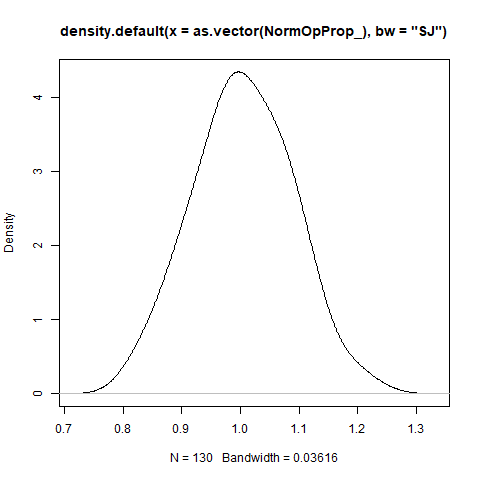 density.default(x = as.vector(NormOpProp_), bw = "SJ")
Density
4
3
2
1
0
0.7 0.8 0.9 1.0 1.1 1.2 1.3
N = 130 Bandwidth = 0.03616